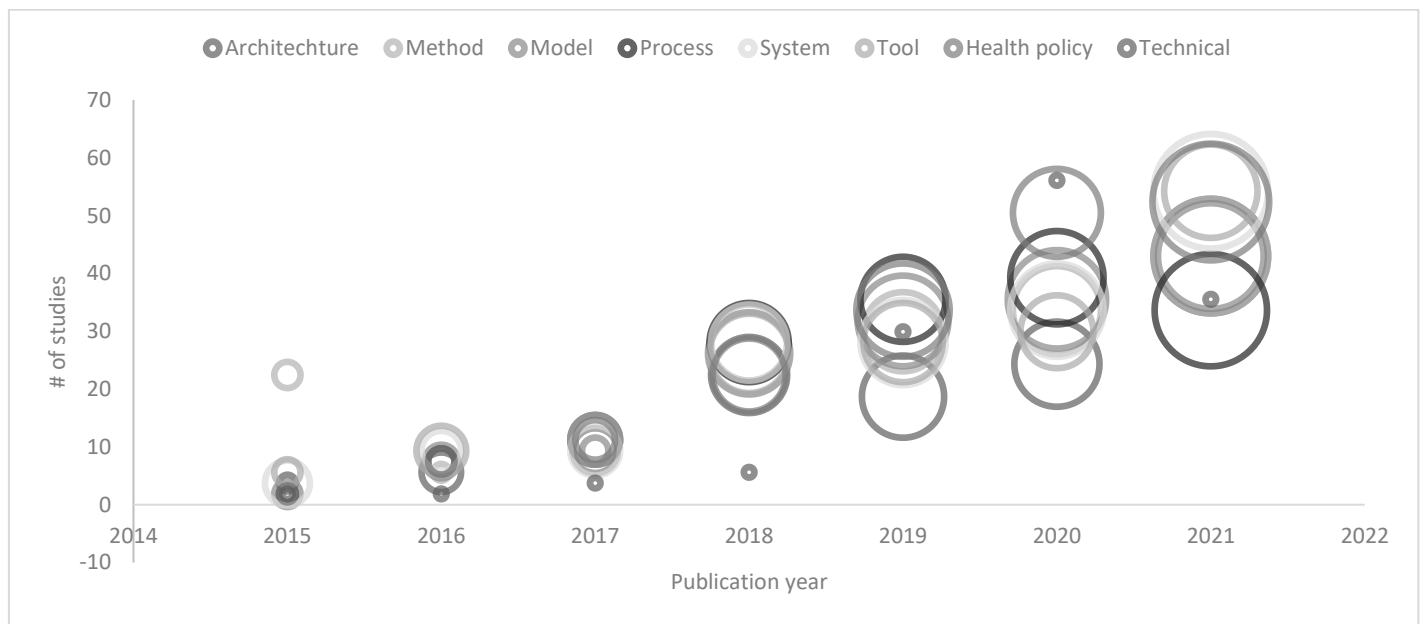 Architechture Method Model Process System Tool Health policy Technical
70
60
50
40
30
20
10
0
-10
# of studies
2014 2015 2016 2017 2018 2019 2020 2021 2022
Publication year